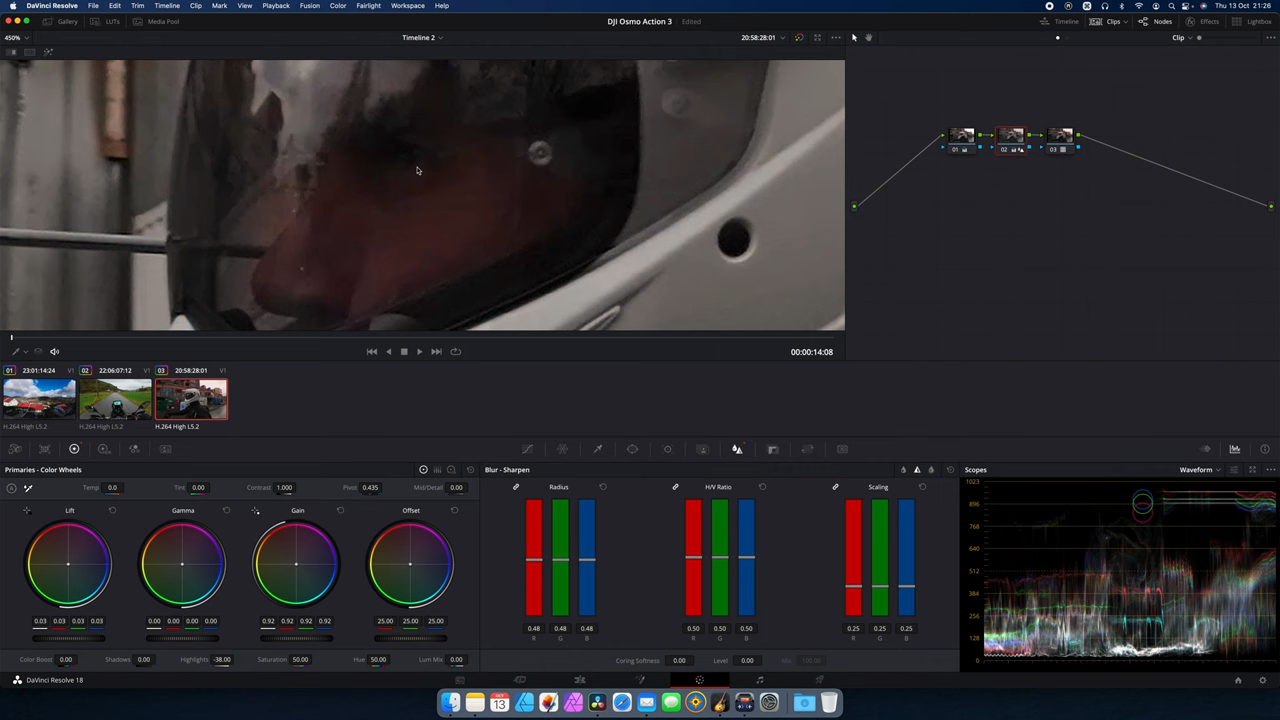 DaVinci Resolve File Edit Trim Timeline Clip Mark View Playback Fusion Color Fairlight Workspace Help Thu 13 Oct 21:26
Gallery LUTs Media Pool DJI Osmo Action 3 Edited Timeline Clips Nodes Effects Lightbox
450% Timeline 2 20:58:28:01 Clip
01 02 03
00:00:14:08
01 23:01:14:24 V1 02 22:06:07:12 V1 03 20:58:28:01 V1
H.264 High L5.2 H.264 High L5.2 H.264 High L5.2
Primaries - Color Wheels Blur - Sharpen Scopes Waveform
Temp 0.0 Tint 0.00 Contrast 1.000 Pivot 0.435 Mid/Detail 0.00 Radius H/V Ratio Scaling
1023
896
768
640
512
384
256
128
0
Lift Gamma Gain Offset
0.03 0.03 0.03 0.03 0.00 0.00 0.00 0.00 0.92 0.92 0.92 0.92 25.00 25.00 25.00
0.48 0.48 0.48 0.50 0.50 0.50 0.25 0.25 0.25
R G B R G B R G B
Color Boost 0.00 Shadows 0.00 Highlights -38.00 Saturation 50.00 Hue 50.00 Lum Mix 0.00 Coring Softness 0.00 Level 0.00 Mix 100.00
DaVinci Resolve 18
OCT
13